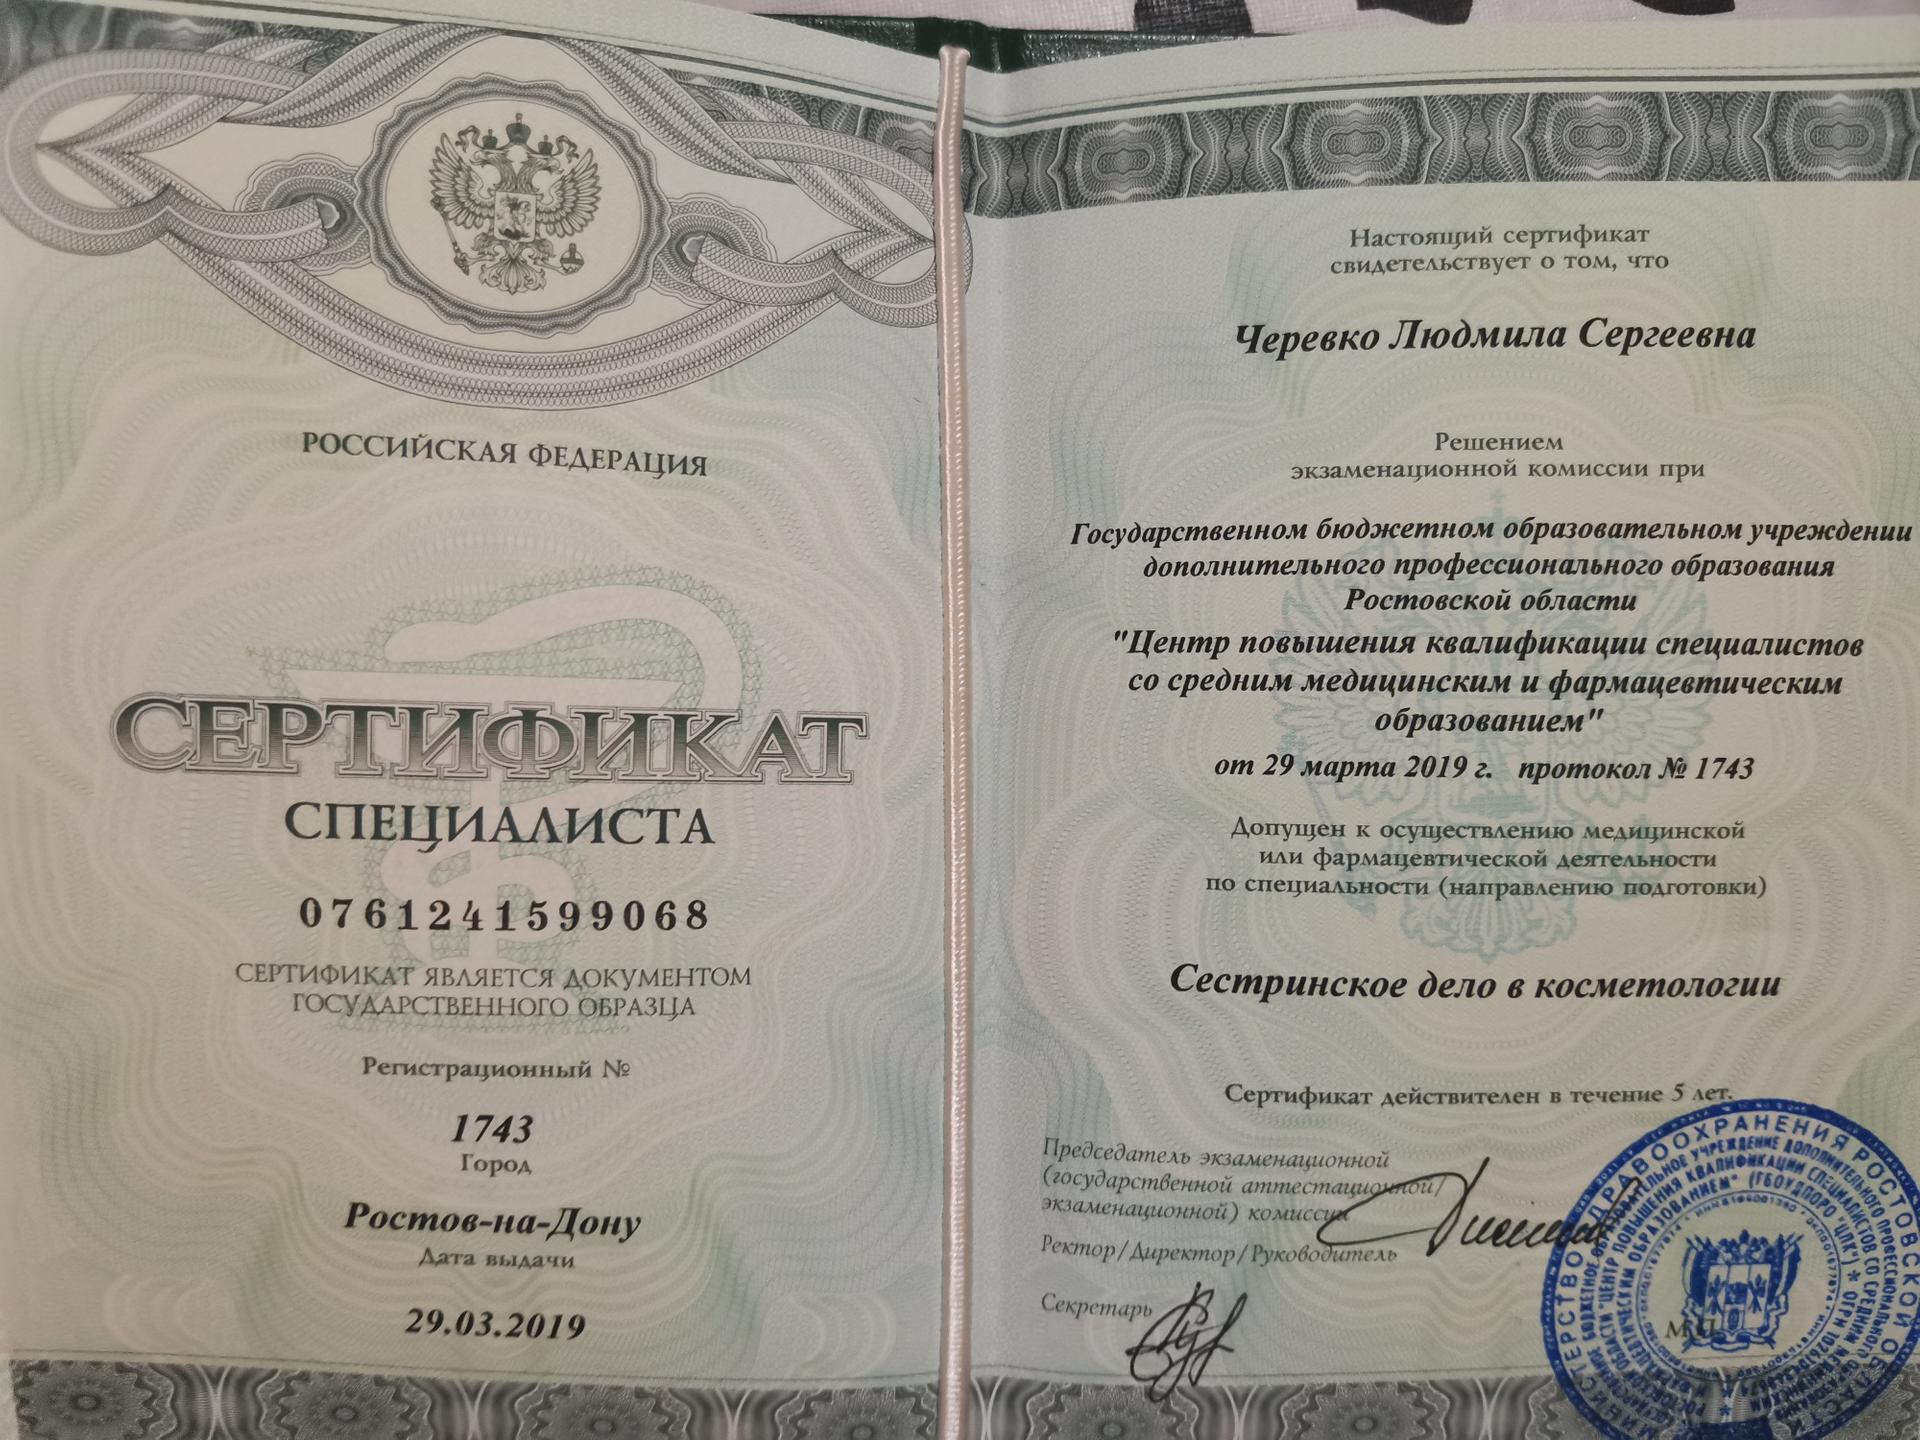 РОССИЙСКАЯ ФЕДЕРАЦИЯ
СЕРТИФИКАТ
СПЕЦИАЛИСТА
0761241599068
СЕРТИФИКАТ ЯВЛЯЕТСЯ ДОКУМЕНТОМ
ГОСУДАРСТВЕННОГО ОБРАЗЦА
Регистрационный №
1743
Город
Ростов-на-Дону
Дата выдачи
29.03.2019
Настоящий сертификат
свидетельствует о том, что
Черевко Людмила Сергеевна
Решением
экзаменационной комиссии при
Государственном бюджетном образовательном учреждении
дополнительного профессионального образования
Ростовской области
"Центр повышения квалификации специалистов
со средним медицинским и фармацевтическим
образованием"
от 29 марта 2019 г. протокол № 1743
Допущен к осуществлению медицинской
или фармацевтической деятельности
по специальности (направлению подготовки)
Сестринское дело в косметологии
Сертификат действителен в течение 5 лет.
Председатель экзаменационной
(государственной аттестационной/
экзаменационной) комиссии
Ректор/Директор/Руководитель
Секретарь
М.П.